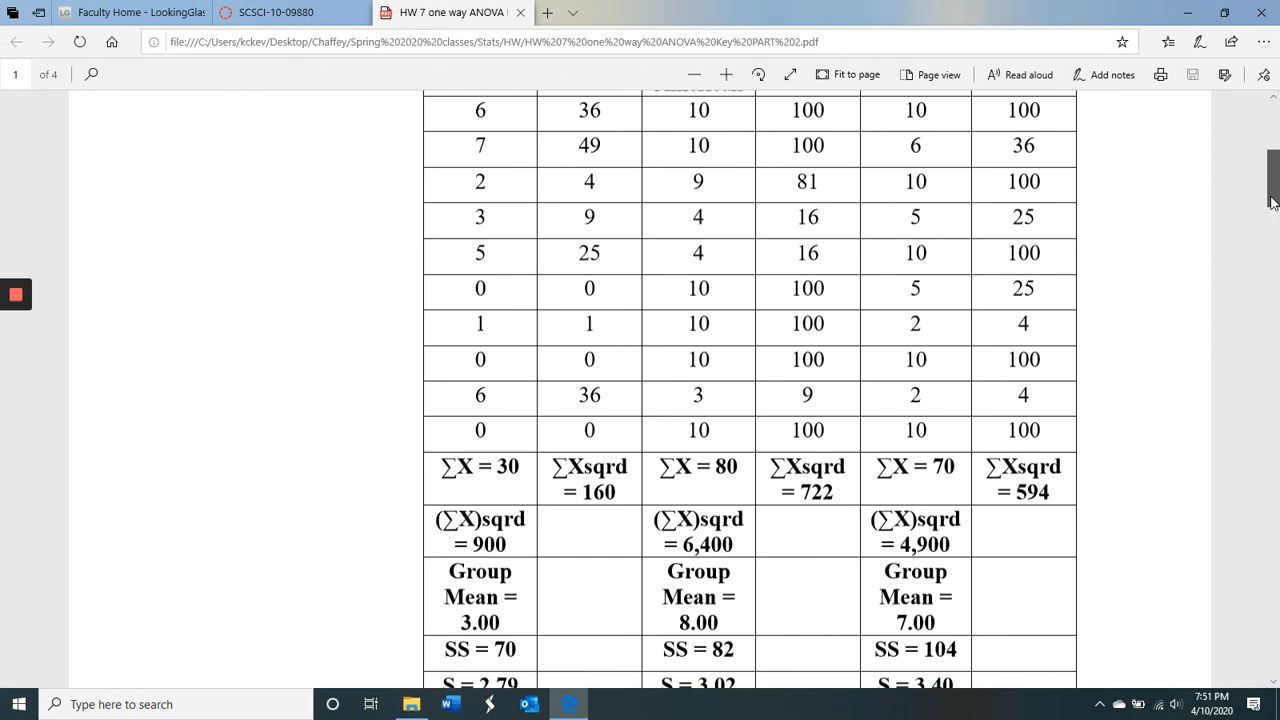 Faculty Home - LookingGlas
SCSCI-10-09880
HW 7 one way ANOVA
file:///C:/Users/kckev/Desktop/Chaffey/Spring%202020%20classes/Stats/HW/HW%207%20one%20way%20ANOVA%20Key%20PART%202.pdf
1 of 4
Fit to page
Page view
Read aloud
Add notes
6 36 10 100 10 100
7 49 10 100 6 36
2 4 9 81 10 100
3 9 4 16 5 25
5 25 4 16 10 100
0 0 10 100 5 25
1 1 10 100 2 4
0 0 10 100 10 100
6 36 3 9 2 4
0 0 10 100 10 100
∑X = 30 ∑Xsqrd ∑X = 80 ∑Xsqrd ∑X = 70 ∑Xsqrd
= 160 = 722 = 594
(∑X)sqrd (∑X)sqrd (∑X)sqrd
= 900 = 6,400 = 4,900
Group Group Group
Mean = Mean = Mean =
3.00 8.00 7.00
SS = 70 SS = 82 SS = 104
S = 2.79 S = 3.02 S = 3.40
Type here to search
7:51 PM
4/10/2020